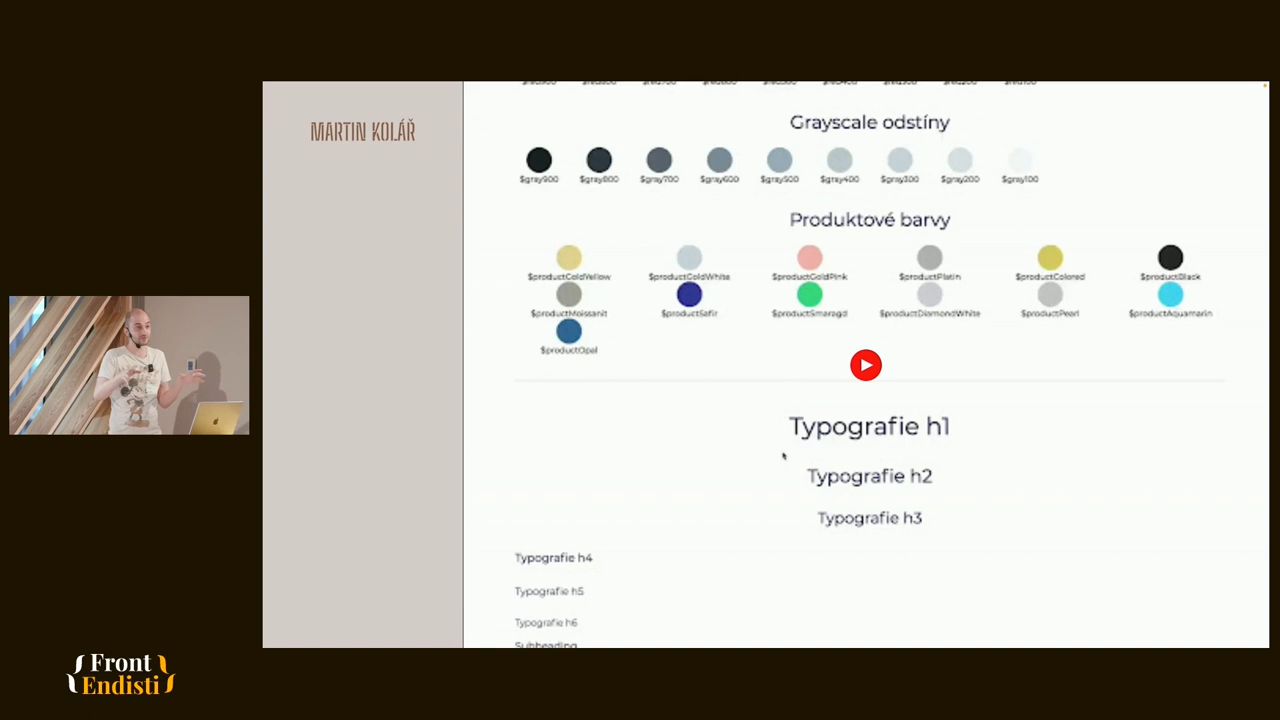 MARTIN KOLÁŘ
Grayscale odstíny
$gray900 $gray800 $gray700 $gray600 $gray500 $gray400 $gray300 $gray200 $gray100
Produktové barvy
$productGoldYellow $productGoldWhite $productGoldPink $productPlatin $productColored $productBlack
$productMoissanit $productSafir $productSmaragd $productDiamondWhite $productPearl $productAquamarin
$productOpal
Typografie h1
Typografie h2
Typografie h3
Typografie h4
Typografie h5
Typografie h6
Subheading
{Front
Endisti}